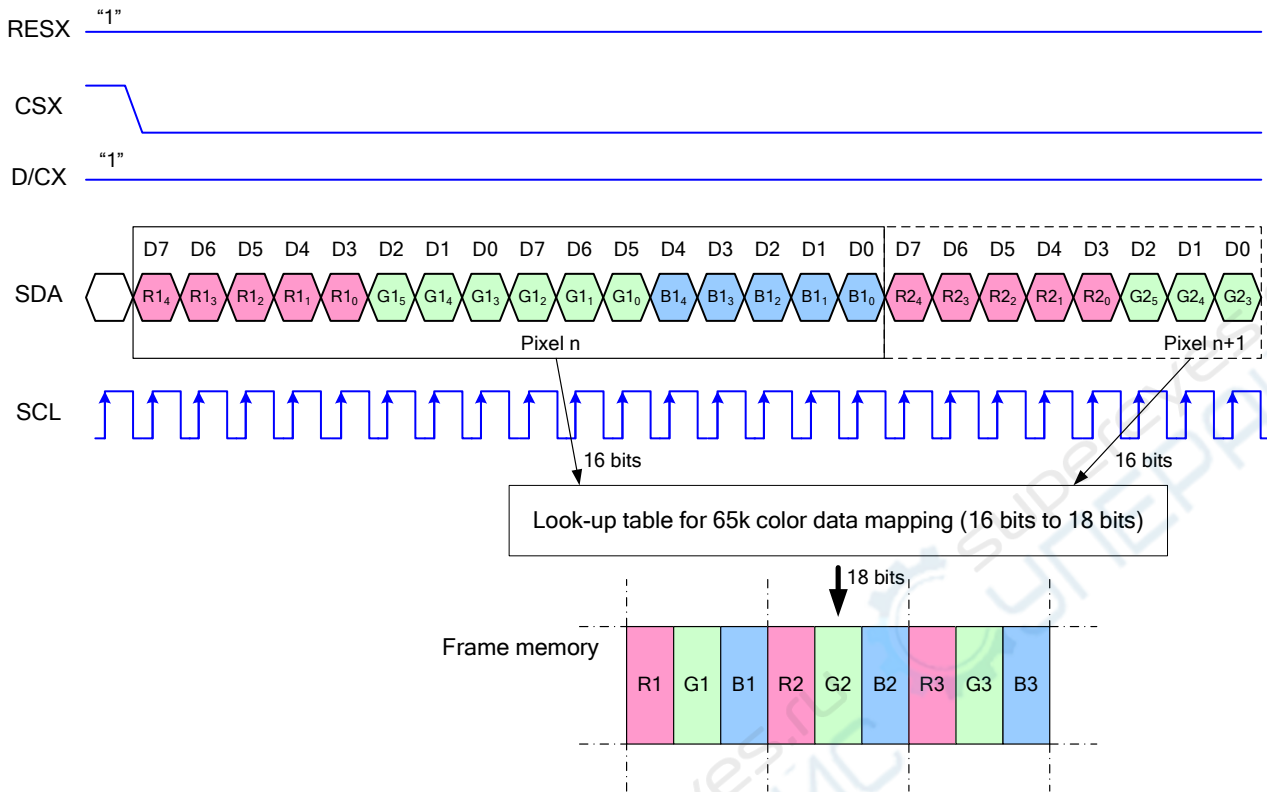 “1”
RESX
CSX
“1”
D/CX
D7 D6 D5 D4 D3 D2 D1 D0 D7 D6 D5 D4 D3 D2 D1 D0 D7 D6 D5 D4 D3 D2 D1 D0
SDA R1₄ R1₃ R1₂ R1₁ R1₀ G1₅ G1₄ G1₃ G1₂ G1₁ G1₀ B1₄ B1₃ B1₂ B1₁ B1₀ R2₄ R2₃ R2₂ R2₁ R2₀ G2₅ G2₄ G2₃
Pixel n Pixel n+1
SCL
16 bits 16 bits
Look-up table for 65k color data mapping (16 bits to 18 bits)
18 bits
Frame memory
R1 G1 B1 R2 G2 B2 R3 G3 B3
supereyes